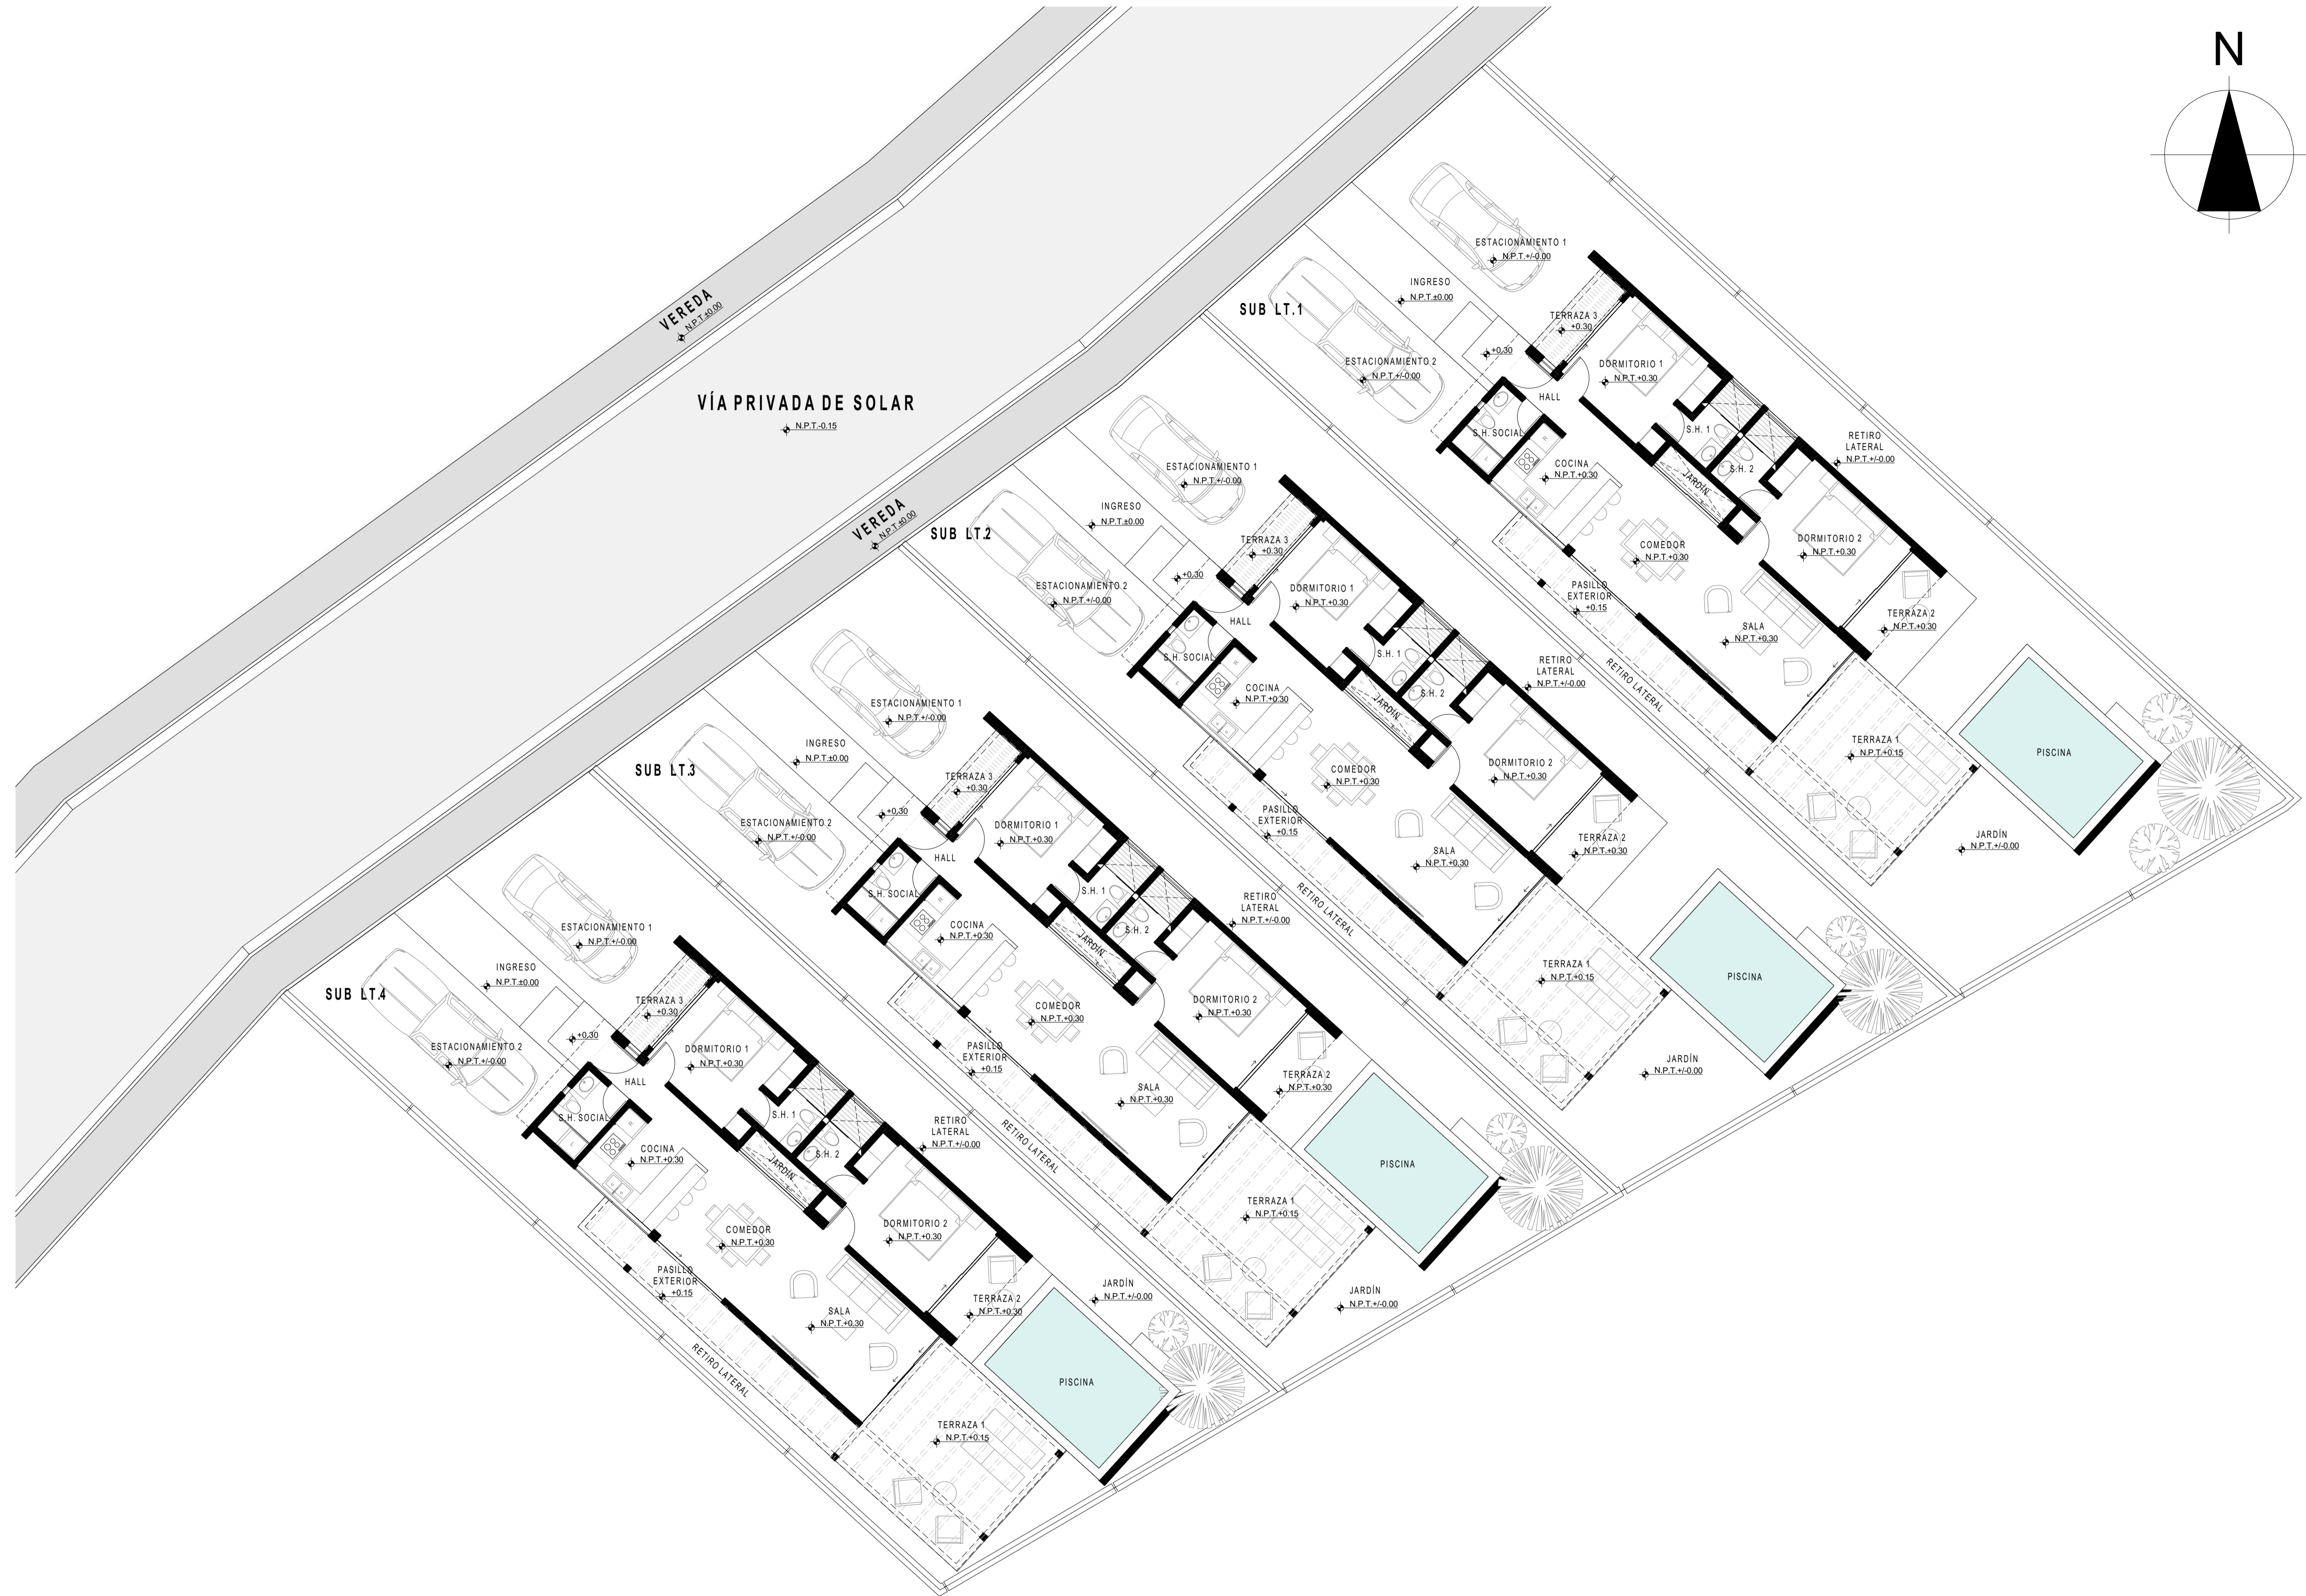 N
VEREDA
N.P.T.±0.00
VÍA PRIVADA DE SOLAR
N.P.T.-0.15
VEREDA
N.P.T.±0.00
SUB LT.1
ESTACIONAMIENTO 1
N.P.T.+/-0.00
INGRESO
N.P.T.±0.00
ESTACIONAMIENTO 2
N.P.T.+/-0.00
TERRAZA 3
+0.30
+0.30
DORMITORIO 1
N.P.T.+0.30
HALL
S.H. SOCIAL
S.H. 1
S.H. 2
RETIRO
LATERAL
N.P.T.+/-0.00
COCINA
N.P.T.+0.30
JARDÍN
COMEDOR
N.P.T.+0.30
DORMITORIO 2
N.P.T.+0.30
PASILLO
EXTERIOR
+0.15
TERRAZA 2
N.P.T.+0.30
SALA
N.P.T.+0.30
RETIRO LATERAL
TERRAZA 1
N.P.T.+0.15
PISCINA
JARDÍN
N.P.T.+/-0.00
SUB LT.2
ESTACIONAMIENTO 1
N.P.T.+/-0.00
INGRESO
N.P.T.±0.00
ESTACIONAMIENTO 2
N.P.T.+/-0.00
TERRAZA 3
+0.30
+0.30
DORMITORIO 1
N.P.T.+0.30
HALL
S.H. SOCIAL
S.H. 1
S.H. 2
RETIRO
LATERAL
N.P.T.+/-0.00
COCINA
N.P.T.+0.30
JARDÍN
COMEDOR
N.P.T.+0.30
DORMITORIO 2
N.P.T.+0.30
PASILLO
EXTERIOR
+0.15
TERRAZA 2
N.P.T.+0.30
SALA
N.P.T.+0.30
RETIRO LATERAL
TERRAZA 1
N.P.T.+0.15
PISCINA
JARDÍN
N.P.T.+/-0.00
SUB LT.3
ESTACIONAMIENTO 1
N.P.T.+/-0.00
INGRESO
N.P.T.±0.00
ESTACIONAMIENTO 2
N.P.T.+/-0.00
TERRAZA 3
+0.30
+0.30
DORMITORIO 1
N.P.T.+0.30
HALL
S.H. SOCIAL
S.H. 1
S.H. 2
RETIRO
LATERAL
N.P.T.+/-0.00
COCINA
N.P.T.+0.30
JARDÍN
COMEDOR
N.P.T.+0.30
DORMITORIO 2
N.P.T.+0.30
PASILLO
EXTERIOR
+0.15
TERRAZA 2
N.P.T.+0.30
SALA
N.P.T.+0.30
RETIRO LATERAL
TERRAZA 1
N.P.T.+0.15
PISCINA
JARDÍN
N.P.T.+/-0.00
SUB LT.4
ESTACIONAMIENTO 1
N.P.T.+/-0.00
INGRESO
N.P.T.±0.00
ESTACIONAMIENTO 2
N.P.T.+/-0.00
TERRAZA 3
+0.30
+0.30
DORMITORIO 1
N.P.T.+0.30
HALL
S.H. SOCIAL
S.H. 1
S.H. 2
RETIRO
LATERAL
N.P.T.+/-0.00
COCINA
N.P.T.+0.30
JARDÍN
COMEDOR
N.P.T.+0.30
DORMITORIO 2
N.P.T.+0.30
PASILLO
EXTERIOR
+0.15
TERRAZA 2
N.P.T.+0.30
SALA
N.P.T.+0.30
RETIRO LATERAL
TERRAZA 1
N.P.T.+0.15
PISCINA
JARDÍN
N.P.T.+/-0.00